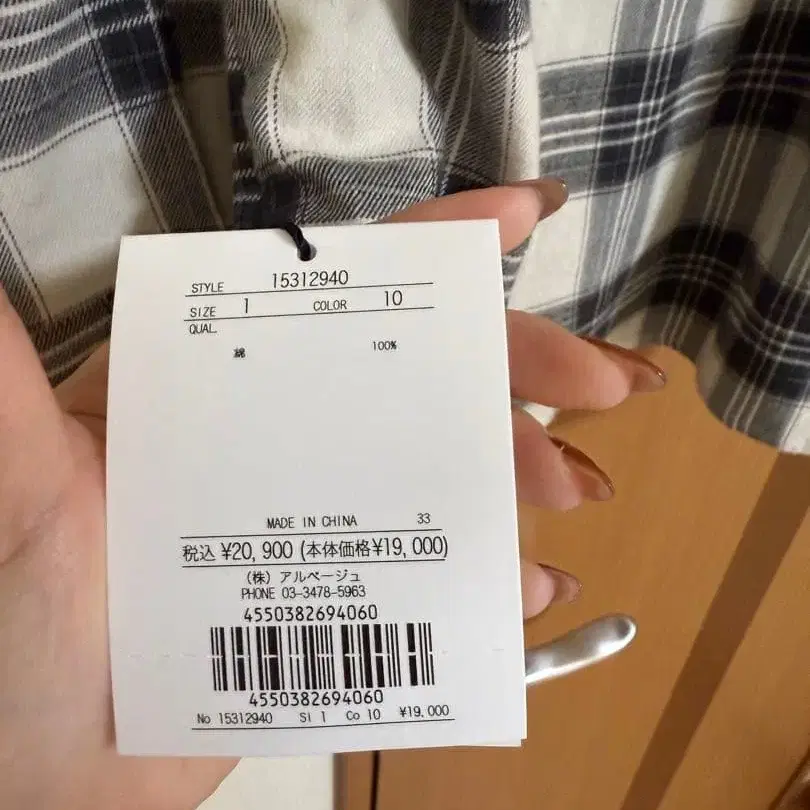 STYLE 15312940
SIZE 1 COLOR 10
QUAL.
綿 100%
MADE IN CHINA 33
税込 ¥20,900 (本体価格¥19,000)
(株) アルページュ
PHONE 03-3478-5963
4550382694060
4550382694060
No 15312940 SI 1 Co 10 ¥19,000